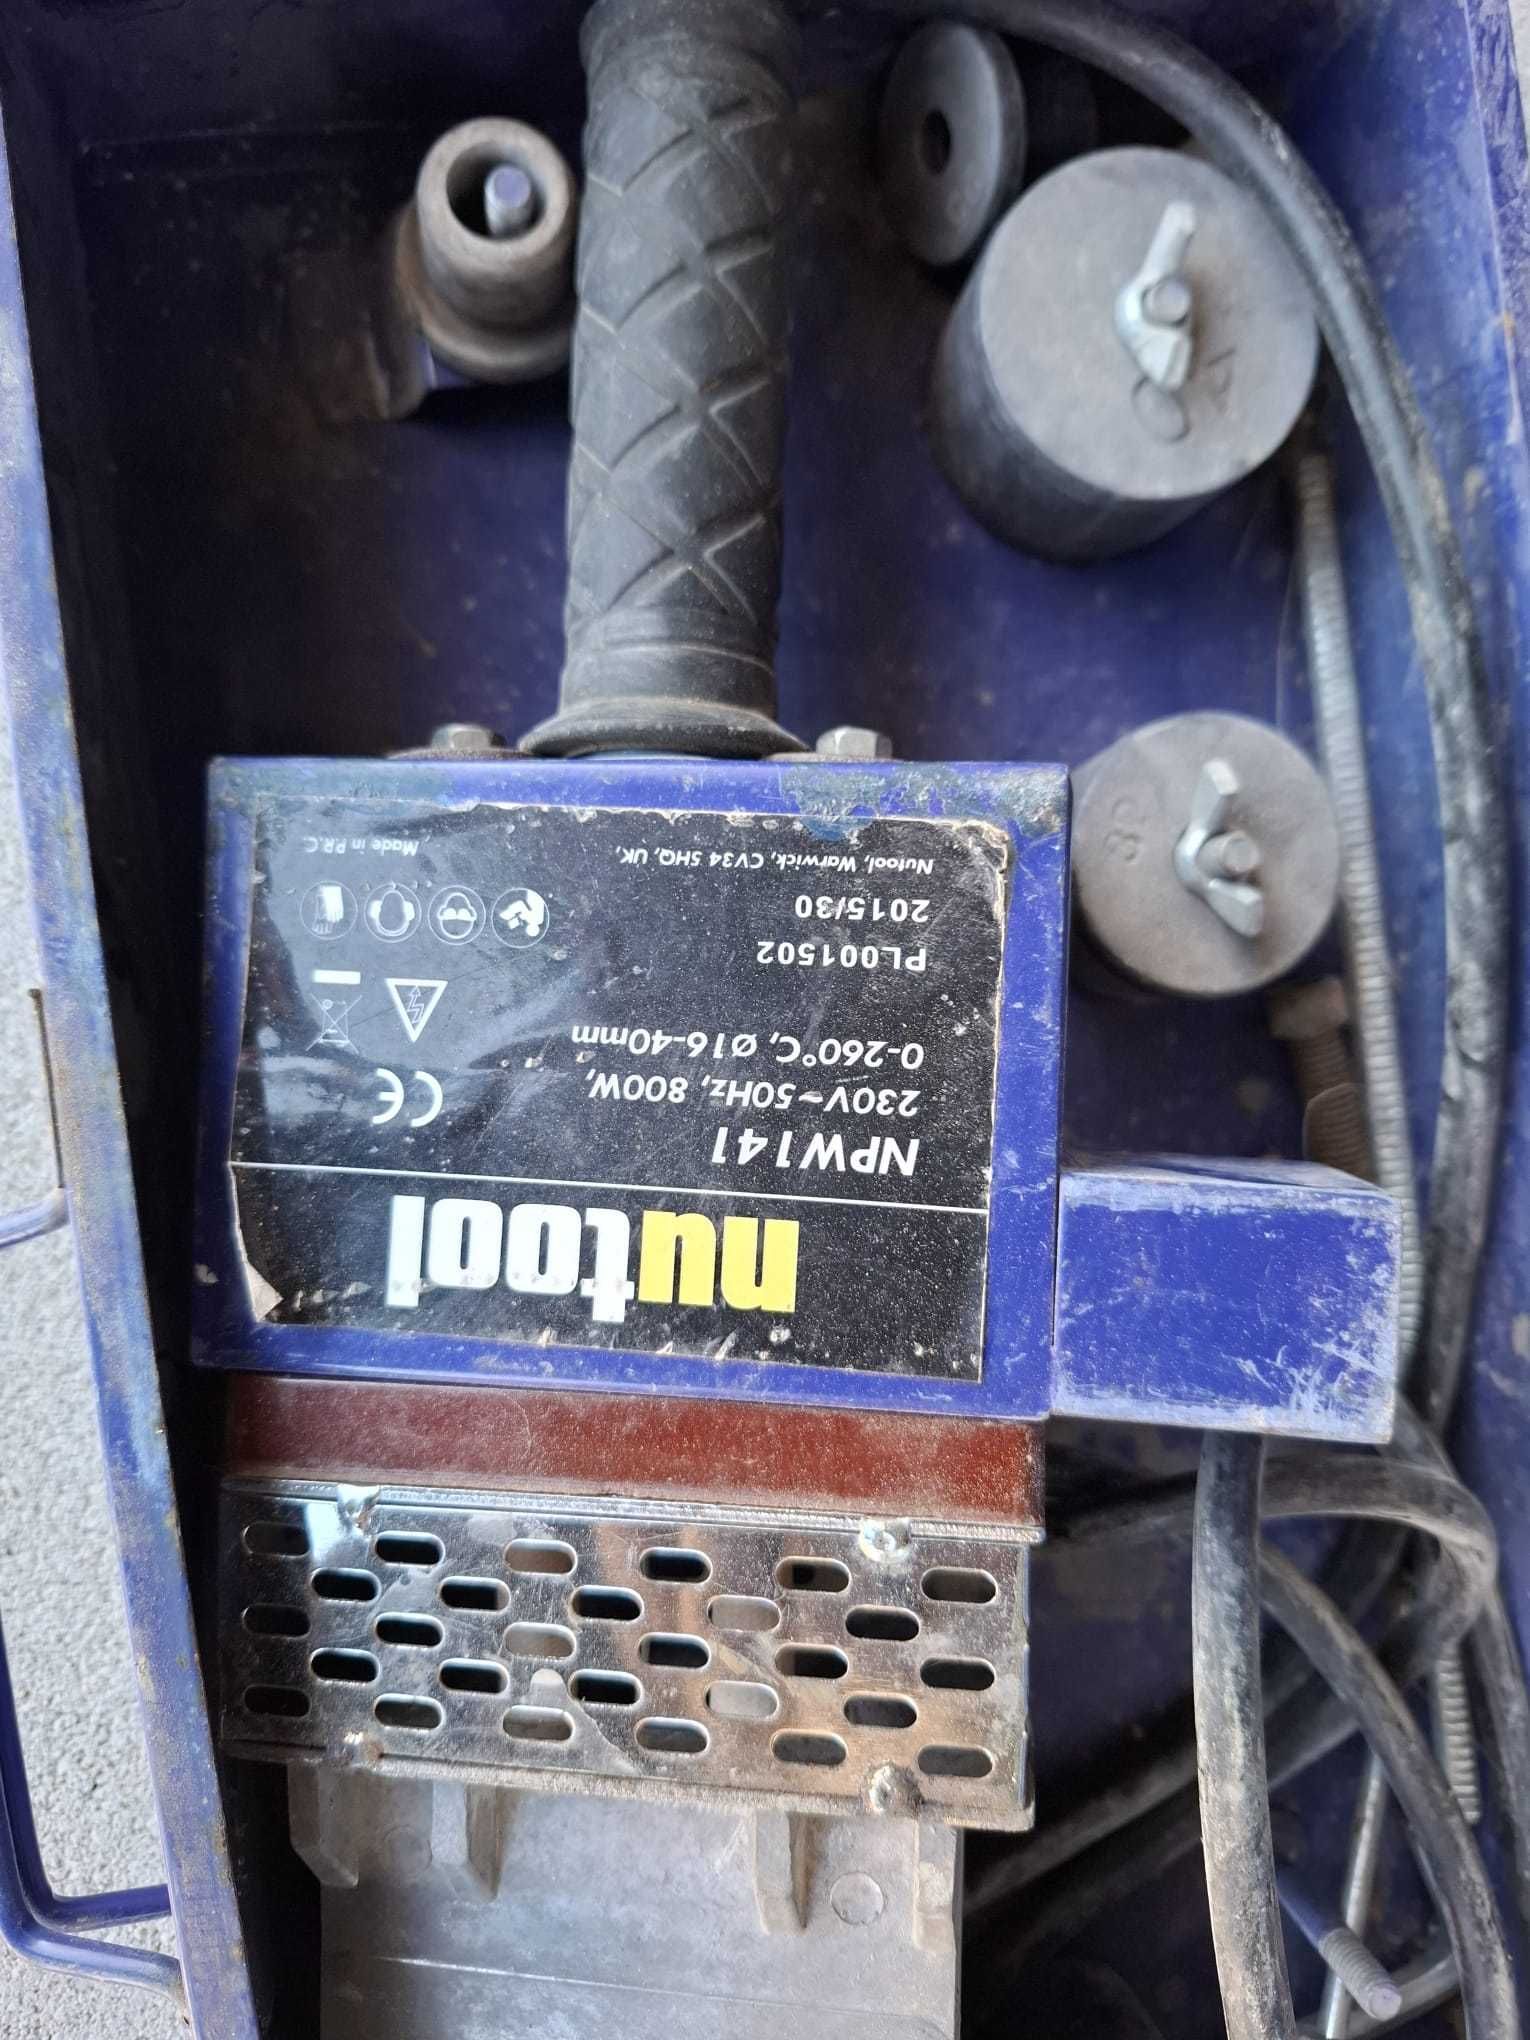 nutool
NPW141
230V~50Hz, 800W,
0-260°C, Ø16-40mm
CE
PL001502
2015/30
Nutool, Warwick, CV34 5HQ, UK,
Made in P.R.C